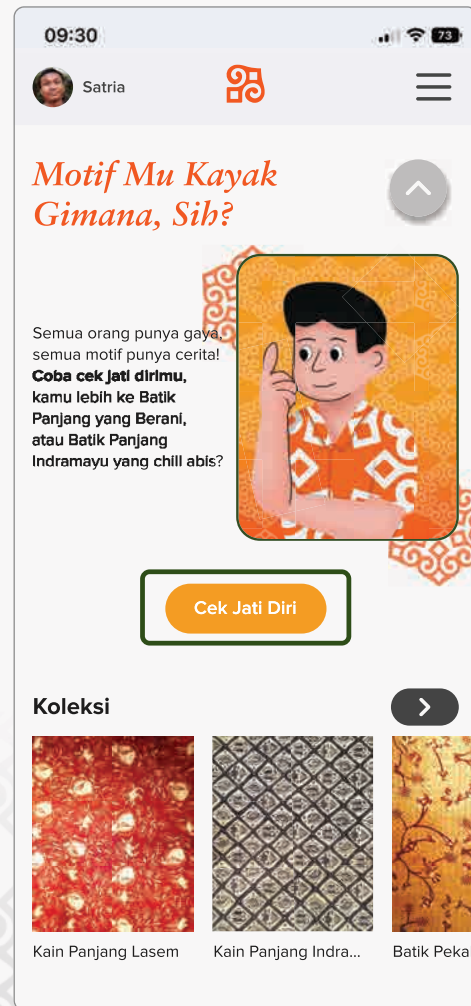 09:30
73
Satria
Motif Mu Kayak
Gimana, Sih?
Semua orang punya gaya,
semua motif punya cerita!
Coba cek jati dirimu,
kamu lebih ke Batik
Panjang yang Berani,
atau Batik Panjang
Indramayu yang chill abis?
Cek Jati Diri
Koleksi
Kain Panjang Lasem
Kain Panjang Indra...
Batik Peka